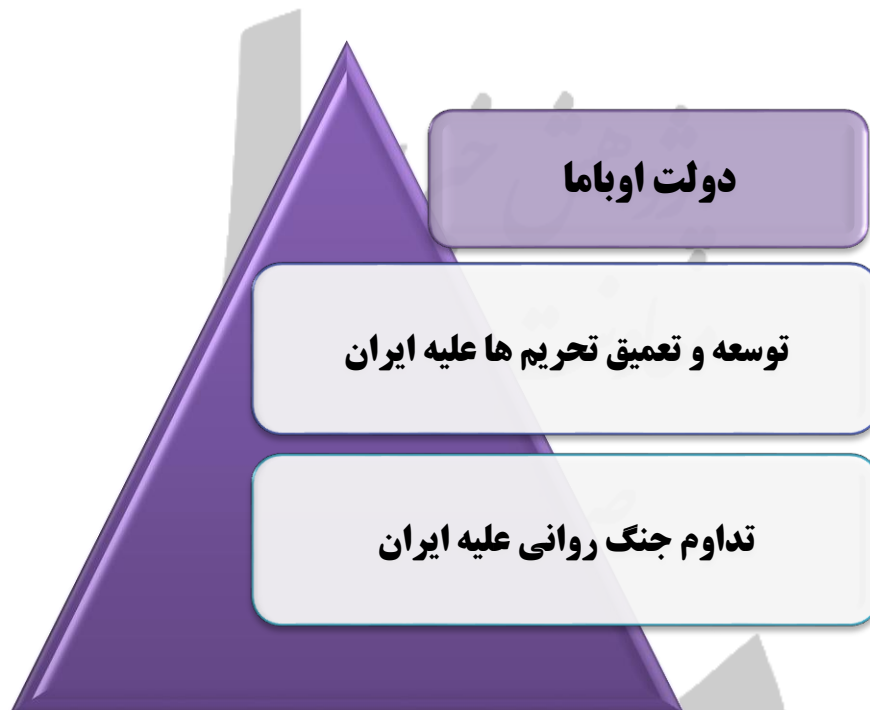 دولت اوباما
توسعه و تعمیق تحریم ها علیه ایران
تداوم جنگ روانی علیه ایران